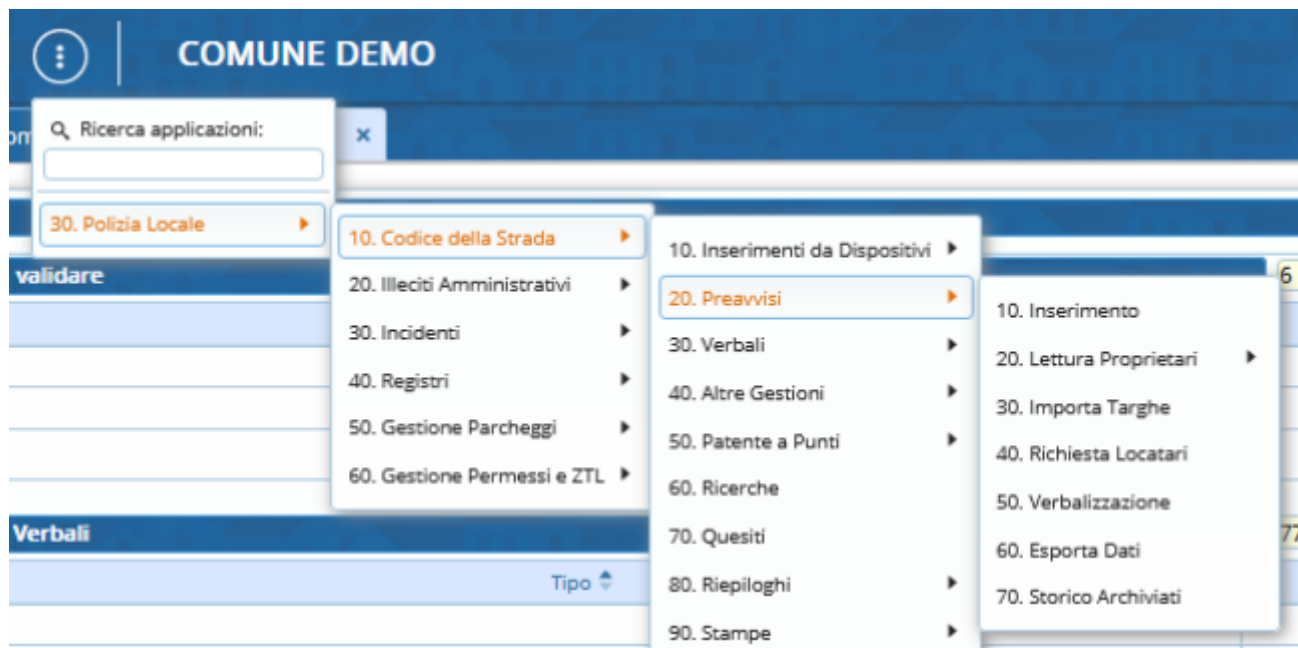 COMUNE DEMO
om
Ricerca applicazioni:
×
30. Polizia Locale
10. Codice della Strada
20. Illeciti Amministrativi
30. Incidenti
40. Registri
50. Gestione Parcheggi
60. Gestione Permessi e ZTL
10. Inserimenti da Dispositivi
20. Preavvisi
30. Verbali
40. Altre Gestioni
50. Patente a Punti
60. Ricerche
70. Quesiti
80. Riepiloghi
90. Stampe
10. Inserimento
20. Lettura Proprietari
30. Importa Targhe
40. Richiesta Locatari
50. Verbalizzazione
60. Esporta Dati
70. Storico Archiviati
validare
6
Verbali
77
Tipo